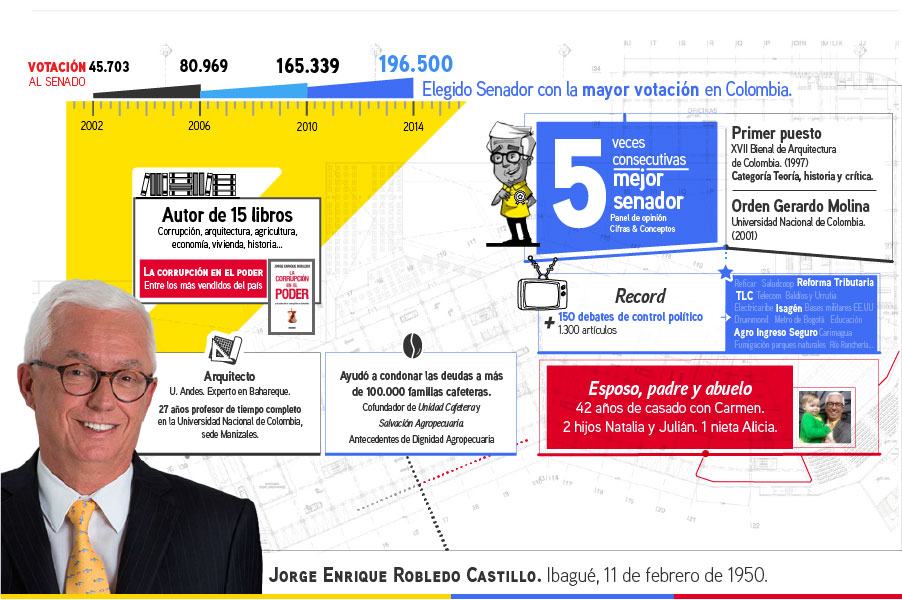 VOTACIÓN 45.703
AL SENADO
80.969
165.339
196.500
Elegido Senador con la mayor votación en Colombia.
2002
2006
2010
2014
Autor de 15 libros
Corrupción, arquitectura, agricultura,
economía, vivienda, historia...
LA CORRUPCIÓN EN EL PODER
Entre los más vendidos del país
JORGE ENRIQUE ROBLEDO
LA
CORRUPCIÓN
EN EL
PODER
5
veces
consecutivas
mejor
senador
Panel de opinión
Cifras & Conceptos
Primer puesto
XVII Bienal de Arquitectura
de Colombia. (1997)
Categoría Teoría, historia y crítica.
Orden Gerardo Molina
Universidad Nacional de Colombia.
(2001)
Record
+ 150 debates de control político
1.300 artículos
Reficar Saludcoop Reforma Tributaria
TLC Telecom Baldíos y Urrutia
Electricaribe Isagén Bases militares EE.UU
Drummond Metro de Bogotá Educación
Agro Ingreso Seguro Carimagua
Fumigación parques naturales Río Ranchería...
Arquitecto
U. Andes. Experto en Bahareque.
27 años profesor de tiempo completo
en la Universidad Nacional de Colombia,
sede Manizales.
Ayudó a condonar las deudas a más
de 100.000 familias cafeteras.
Cofundador de Unidad Cafetera y
Salvación Agropecuaria.
Antecedentes de Dignidad Agropecuaria
Esposo, padre y abuelo
42 años de casado con Carmen.
2 hijos Natalia y Julián. 1 nieta Alicia.
JORGE ENRIQUE ROBLEDO CASTILLO. Ibagué, 11 de febrero de 1950.